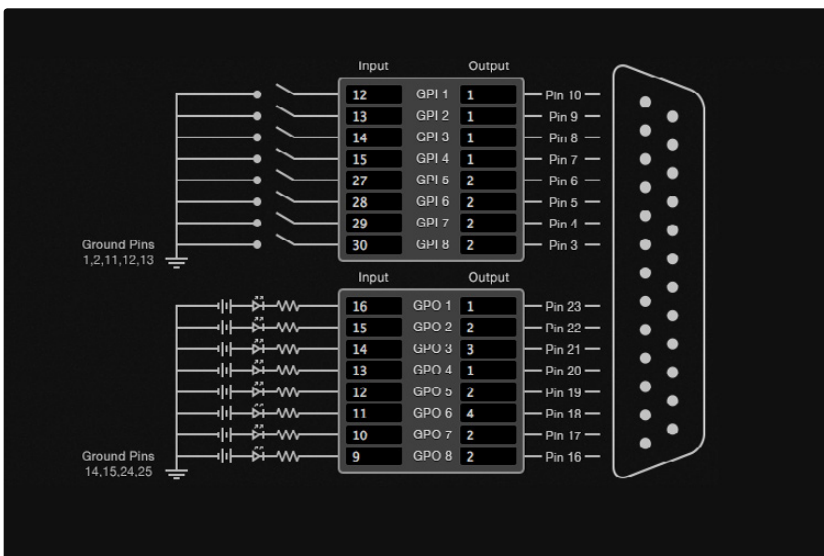 Input Output
12 GPI 1 1 Pin 10
13 GPI 2 1 Pin 9
14 GPI 3 1 Pin 8
15 GPI 4 1 Pin 7
27 GPI 5 2 Pin 6
28 GPI 6 2 Pin 5
29 GPI 7 2 Pin 4
30 GPI 8 2 Pin 3
Ground Pins
1,2,11,12,13
Input Output
16 GPO 1 1 Pin 23
15 GPO 2 2 Pin 22
14 GPO 3 3 Pin 21
13 GPO 4 1 Pin 20
12 GPO 5 2 Pin 19
11 GPO 6 4 Pin 18
10 GPO 7 2 Pin 17
9 GPO 8 2 Pin 16
Ground Pins
14,15,24,25